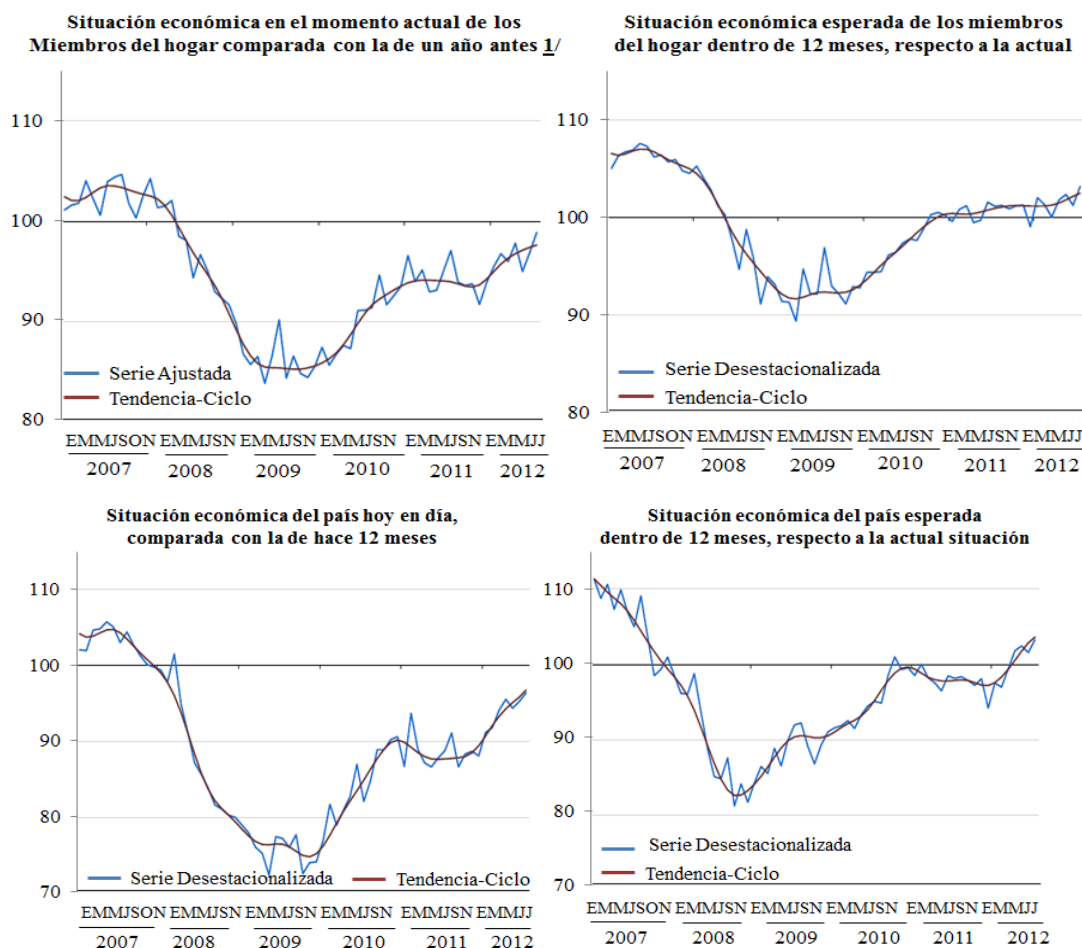 Situación económica en el momento actual de los
Miembros del hogar comparada con la de un año antes 1/
110
100
90
80
Serie Ajustada
Tendencia-Ciclo
EMMJSON EMMJSN EMMJSN EMMJSN EMMJSN EMMJJ
2007 2008 2009 2010 2011 2012
Situación económica esperada de los miembros
del hogar dentro de 12 meses, respecto a la actual
110
100
90
80
Serie Desestacionalizada
Tendencia-Ciclo
EMMJSON EMMJSN EMMJSN EMMJSN EMMJSN EMMJJ
2007 2008 2009 2010 2011 2012
Situación económica del país hoy en día,
comparada con la de hace 12 meses
110
100
90
80
70
Serie Desestacionalizada Tendencia-Ciclo
EMMJSON EMMJSN EMMJSN EMMJSN EMMJSN EMMJJ
2007 2008 2009 2010 2011 2012
Situación económica del país esperada
dentro de 12 meses, respecto a la actual situación
110
100
90
80
70
Serie Desestacionalizada
Tendencia-Ciclo
EMMJSON EMMJSN EMMJSN EMMJSN EMMJSN EMMJJ
2007 2008 2009 2010 2011 2012